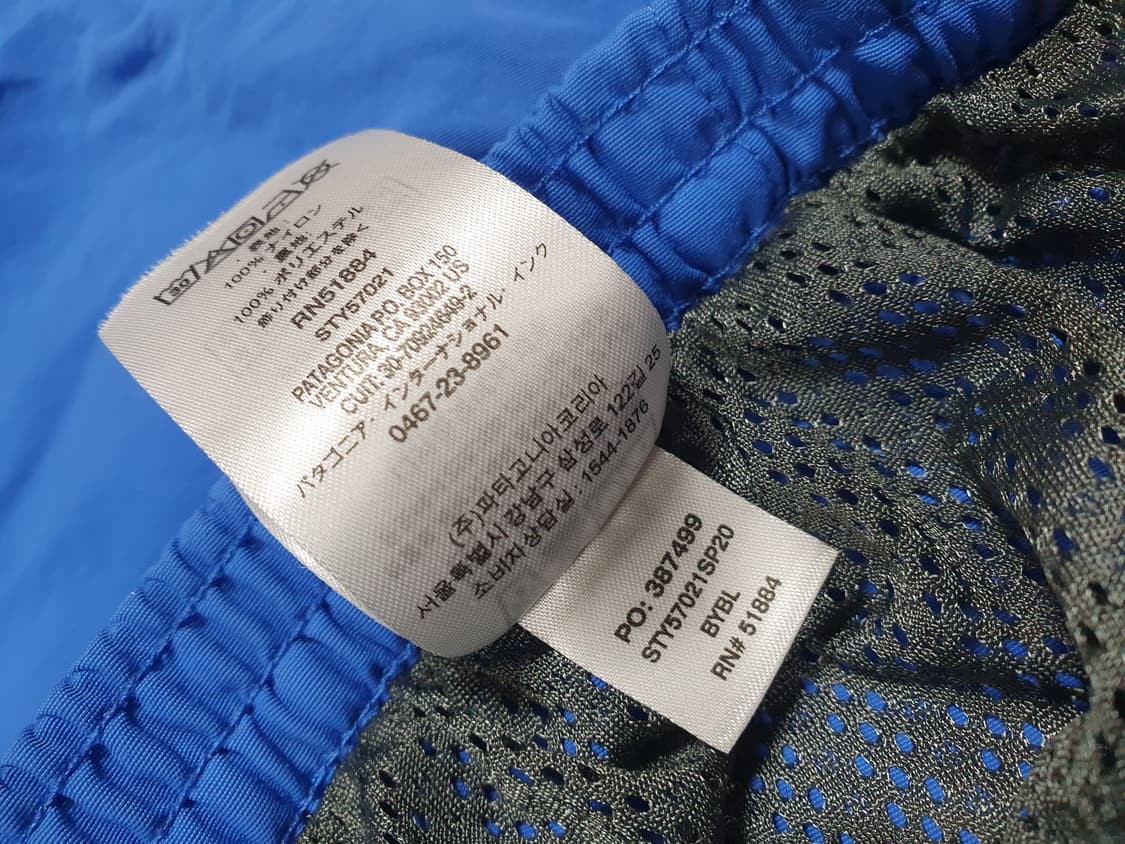 30
100% 表地: ナイロン
100% 裏地: ポリエステル
飾り付け部分を除く
RN51884
STY57021
PATAGONIA P.O. BOX 150
VENTURA, CA 93002 US
CUIT: 30-70924549-2
パタゴニア・インターナショナル・インク
0467-23-8961
(주)파타고니아코리아
서울특별시 강남구 삼성로 122길 25
소비자상담실 : 1544-1876
PO: 387499
STY57021SP20
BYBL
RN# 51884